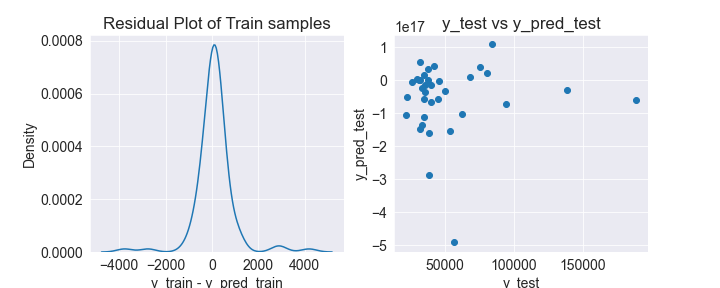 Residual Plot of Train samples
0.0008
0.0006
0.0004
0.0002
0.0000
Density
−4000 −2000 0 2000 4000
y_train - y_pred_train
y_test vs y_pred_test
1e17
1
0
−1
−2
−3
−4
−5
y_pred_test
50000 100000 150000
y_test